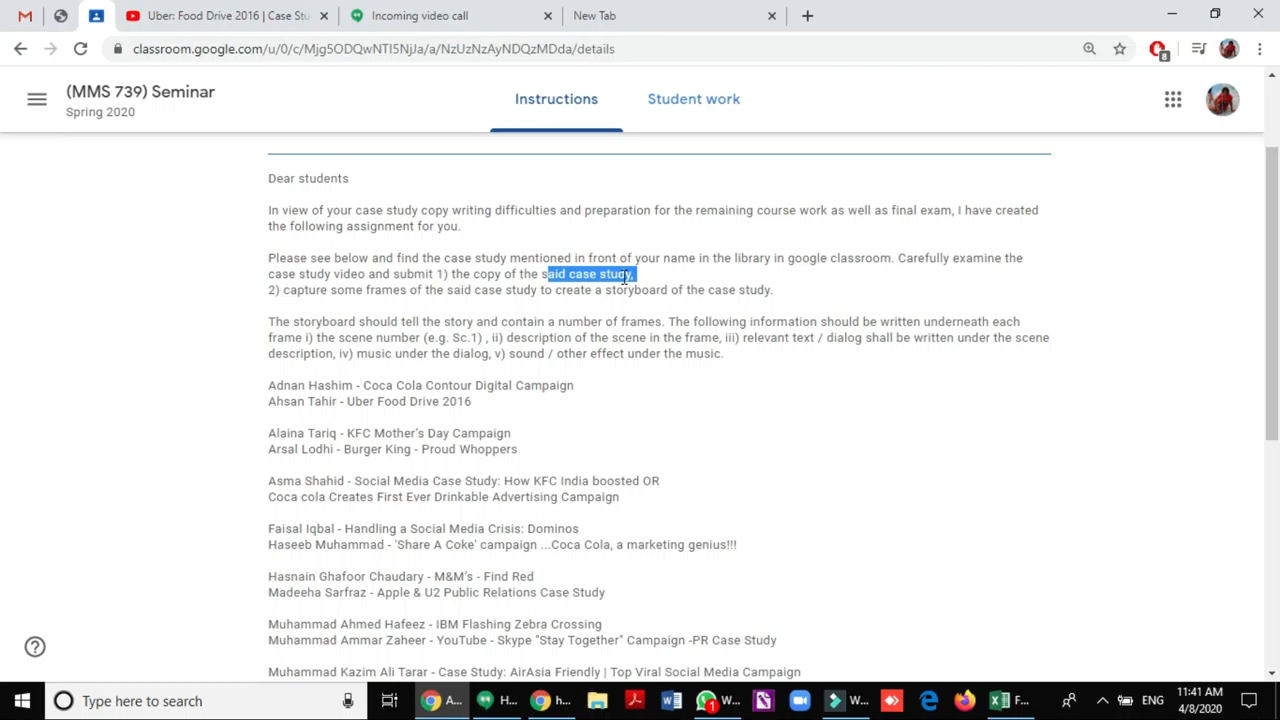 Uber: Food Drive 2016 | Case Stu
Incoming video call
New Tab
classroom.google.com/u/0/c/Mjg5ODQwNTI5NjJa/a/NzUzNzAyNDQzMDda/details
8
(MMS 739) Seminar
Spring 2020
Instructions
Student work
Dear students
In view of your case study copy writing difficulties and preparation for the remaining course work as well as final exam, I have created
the following assignment for you.
Please see below and find the case study mentioned in front of your name in the library in google classroom. Carefully examine the
case study video and submit 1) the copy of the said case study,
2) capture some frames of the said case study to create a storyboard of the case study.
The storyboard should tell the story and contain a number of frames. The following information should be written underneath each
frame i) the scene number (e.g. Sc.1) , ii) description of the scene in the frame, iii) relevant text / dialog shall be written under the scene
description, iv) music under the dialog, v) sound / other effect under the music.
Adnan Hashim - Coca Cola Contour Digital Campaign
Ahsan Tahir - Uber Food Drive 2016
Alaina Tariq - KFC Mother's Day Campaign
Arsal Lodhi - Burger King - Proud Whoppers
Asma Shahid - Social Media Case Study: How KFC India boosted OR
Coca cola Creates First Ever Drinkable Advertising Campaign
Faisal Iqbal - Handling a Social Media Crisis: Dominos
Haseeb Muhammad - 'Share A Coke' campaign ...Coca Cola, a marketing genius!!!
Hasnain Ghafoor Chaudary - M&M's - Find Red
Madeeha Sarfraz - Apple & U2 Public Relations Case Study
Muhammad Ahmed Hafeez - IBM Flashing Zebra Crossing
Muhammad Ammar Zaheer - YouTube - Skype "Stay Together" Campaign -PR Case Study
Muhammad Kazim Ali Tarar - Case Study: AirAsia Friendly | Top Viral Social Media Campaign
Type here to search
A...
H...
h...
1
W...
W...
F...
ENG
11:41 AM
4/8/2020